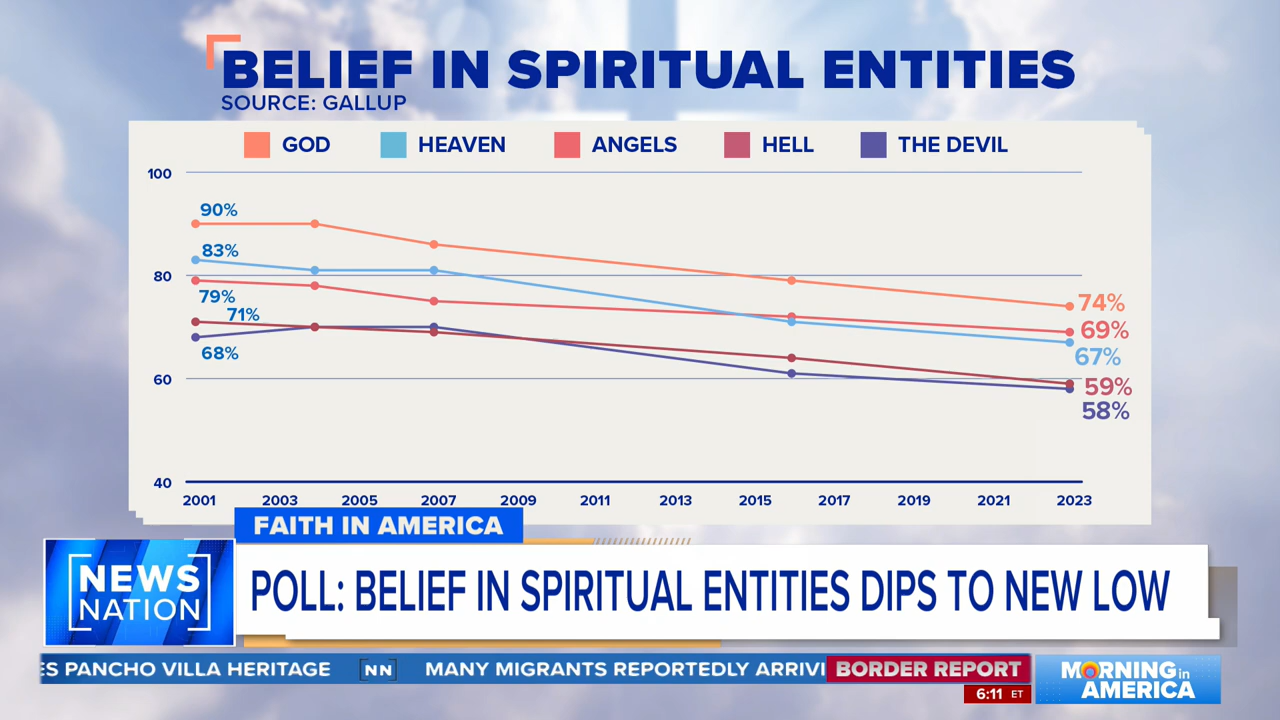 BELIEF IN SPIRITUAL ENTITIES
SOURCE: GALLUP
GOD HEAVEN ANGELS HELL THE DEVIL
100
90%
83%
80
79%
71%
68%
74%
69%
67%
60
59%
58%
40
2001 2003 2005 2007 2009 2011 2013 2015 2017 2019 2021 2023
FAITH IN AMERICA
NEWS
NATION
POLL: BELIEF IN SPIRITUAL ENTITIES DIPS TO NEW LOW
ES PANCHO VILLA HERITAGE NN MANY MIGRANTS REPORTEDLY ARRIVI BORDER REPORT
MORNING in
AMERICA
6:11 ET